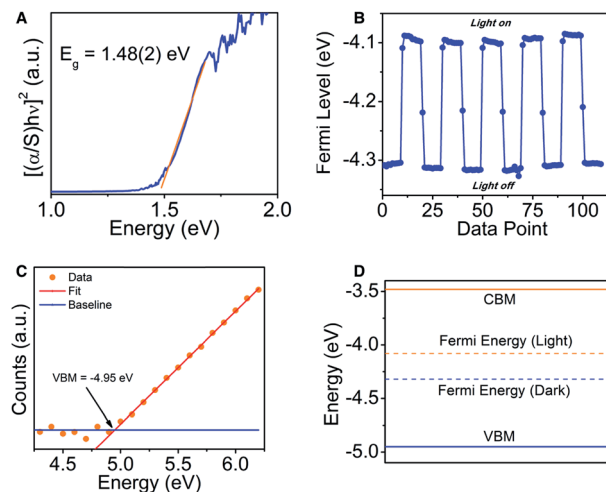 A
E_g = 1.48(2) eV
[(α/S)hν]² (a.u.)
1.0
1.5
2.0
Energy (eV)
B
Light on
-4.1
-4.2
-4.3
Fermi Level (eV)
Light off
0
25
50
75
100
Data Point
C
Data
Fit
Baseline
VBM = -4.95 eV
Counts (a.u.)
4.5
5.0
5.5
6.0
Energy (eV)
D
-3.5
-4.0
-4.5
-5.0
Energy (eV)
CBM
Fermi Energy (Light)
Fermi Energy (Dark)
VBM